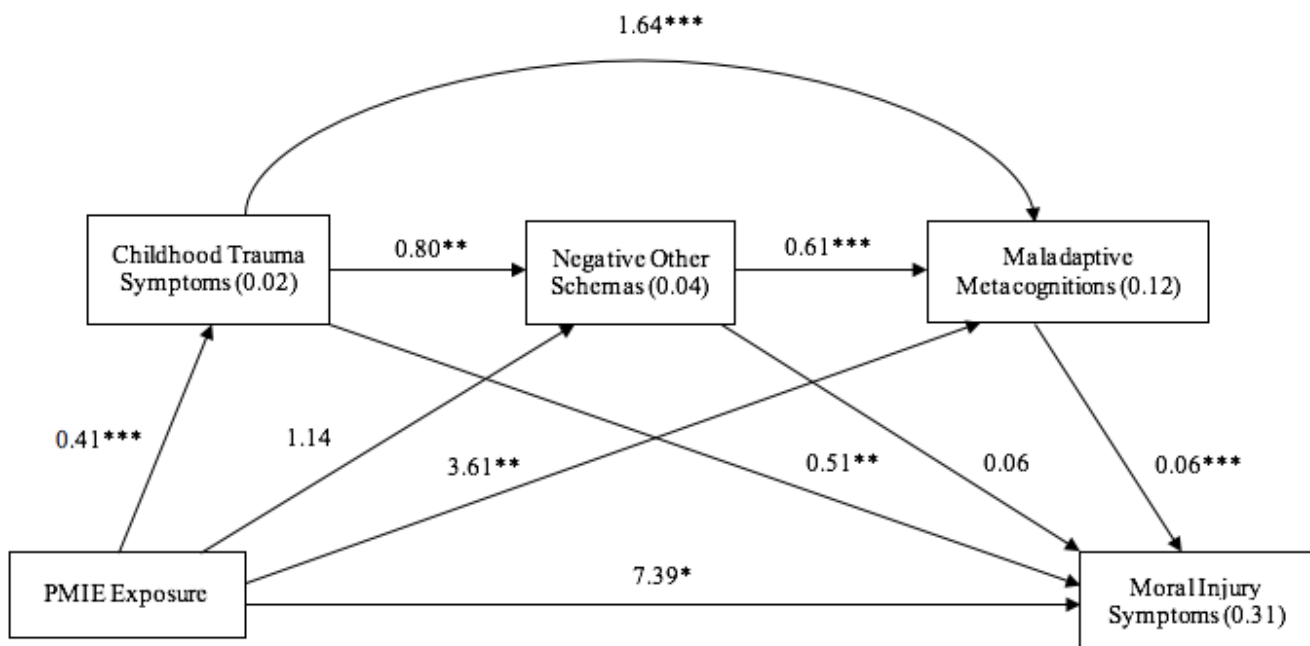 1.64***
Childhood Trauma
Symptoms (0.02)
0.80**
Negative Other
Schemas (0.04)
0.61***
Maladaptive
Metacognitions (0.12)
0.41***
1.14
3.61**
0.51**
0.06
0.06***
PMIE Exposure
7.39*
Moral Injury
Symptoms (0.31)